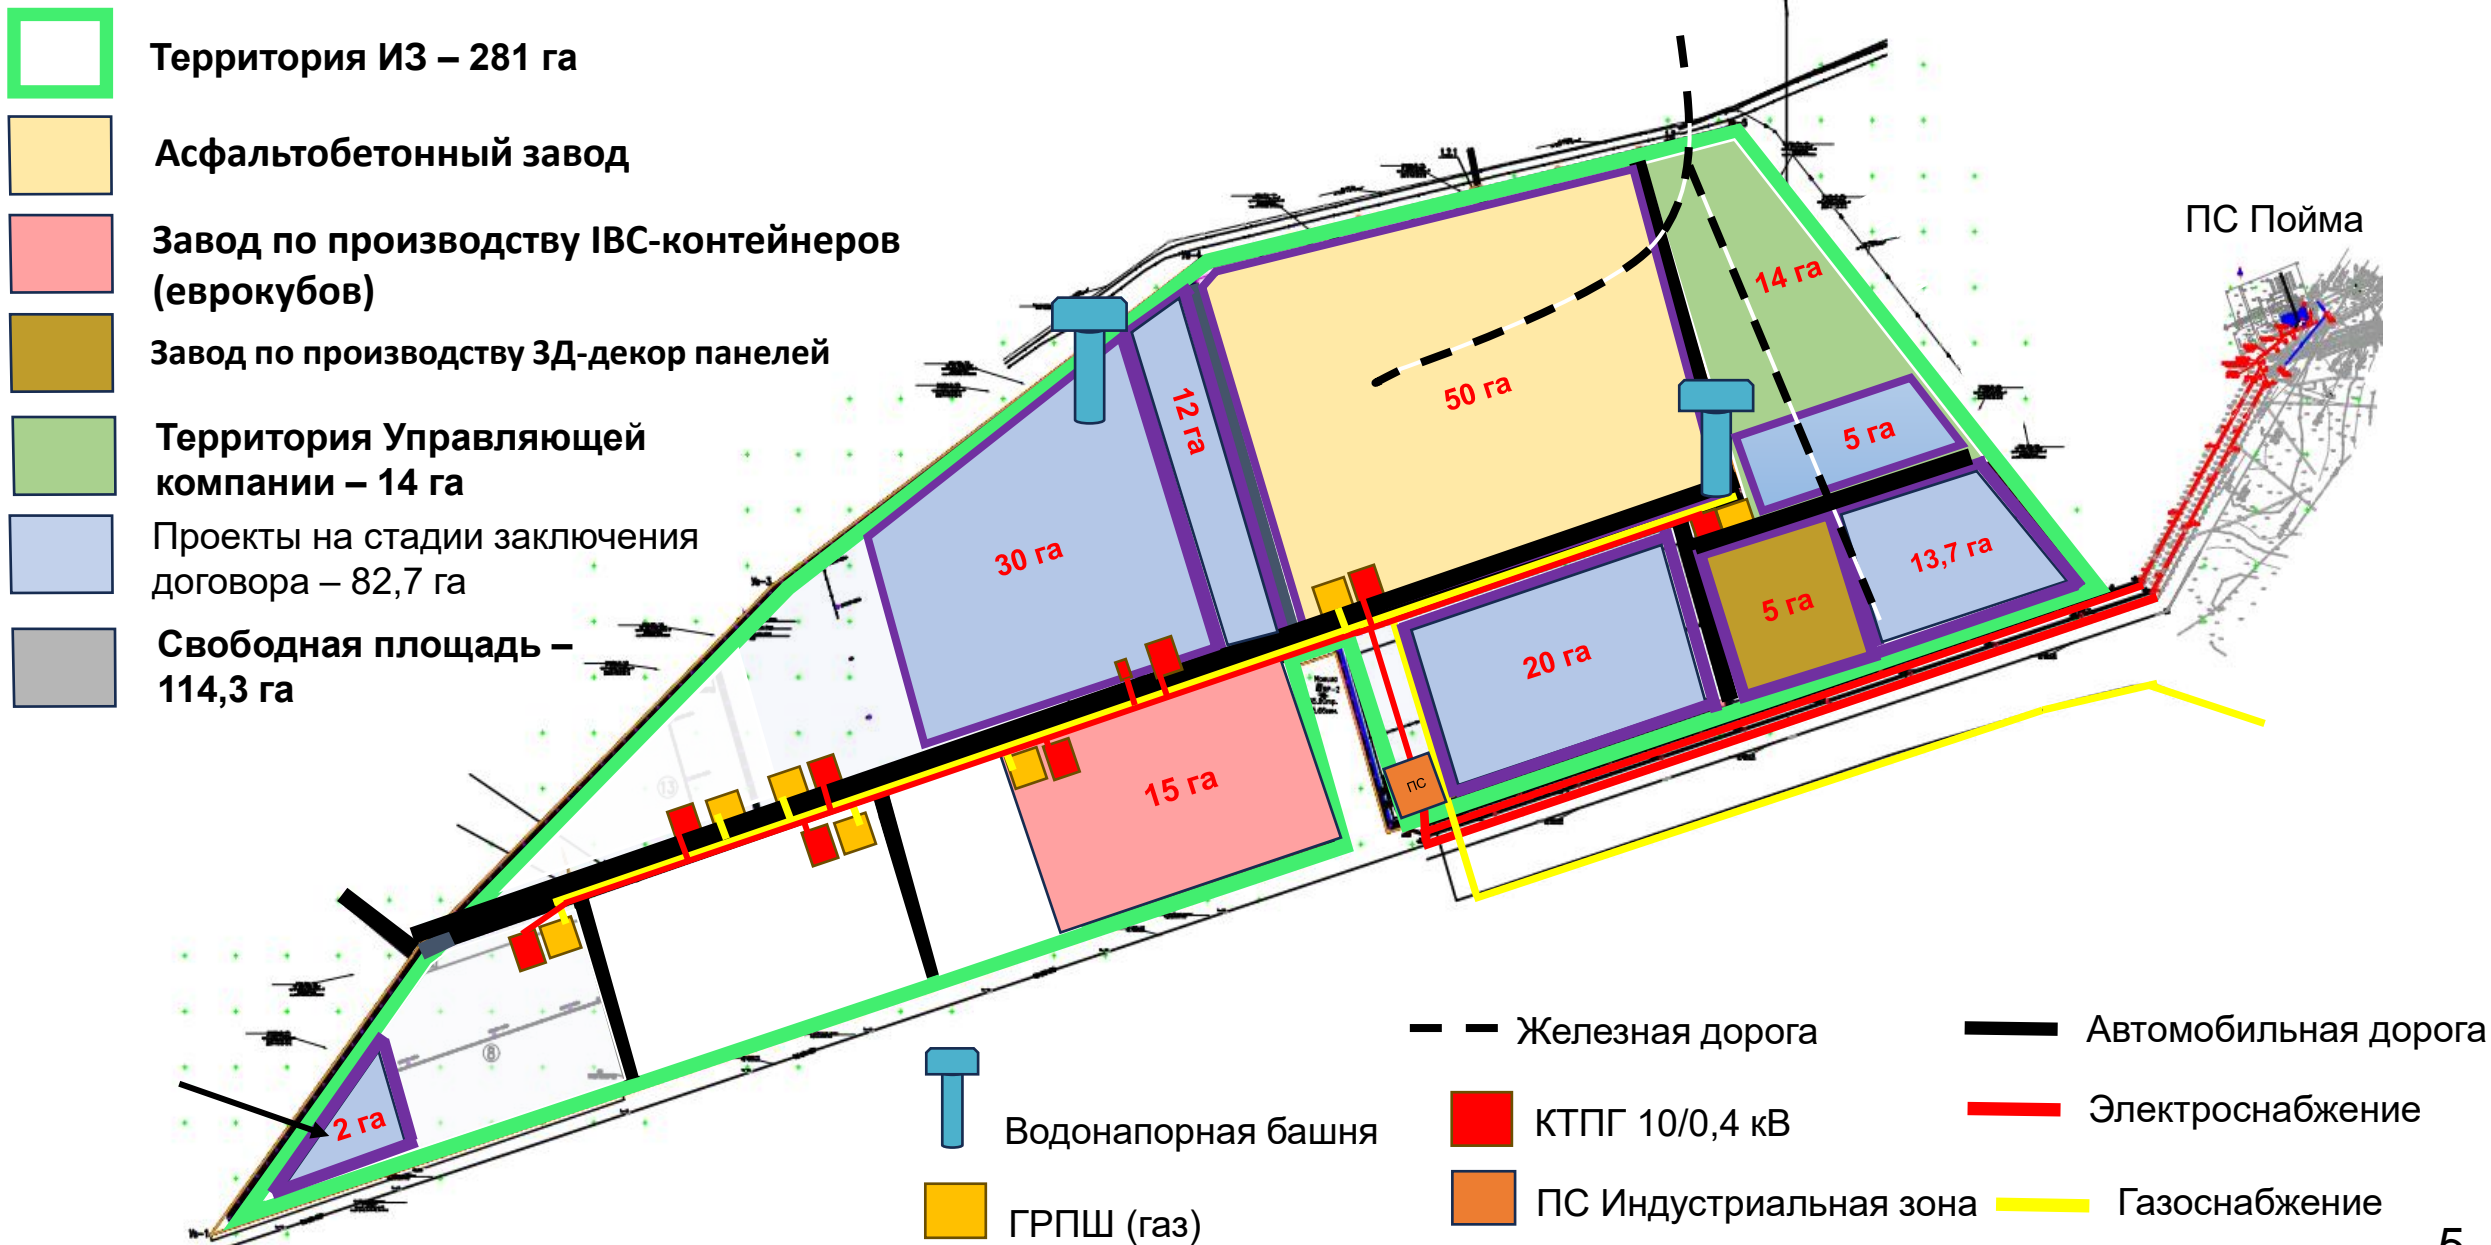 Территория ИЗ – 281 га
Асфальтобетонный завод
Завод по производству IBC-контейнеров
(еврокубов)
Завод по производству 3Д-декор панелей
Территория Управляющей
компании – 14 га
Проекты на стадии заключения
договора – 82,7 га
Свободная площадь –
114,3 га
ПС Пойма
14 га
50 га
12 га
5 га
30 га
13,7 га
5 га
20 га
15 га
ПС
13
8
2 га
Железная дорога
Автомобильная дорога
Водонапорная башня
КТПГ 10/0,4 кВ
Электроснабжение
ГРПШ (газ)
ПС Индустриальная зона
Газоснабжение
5